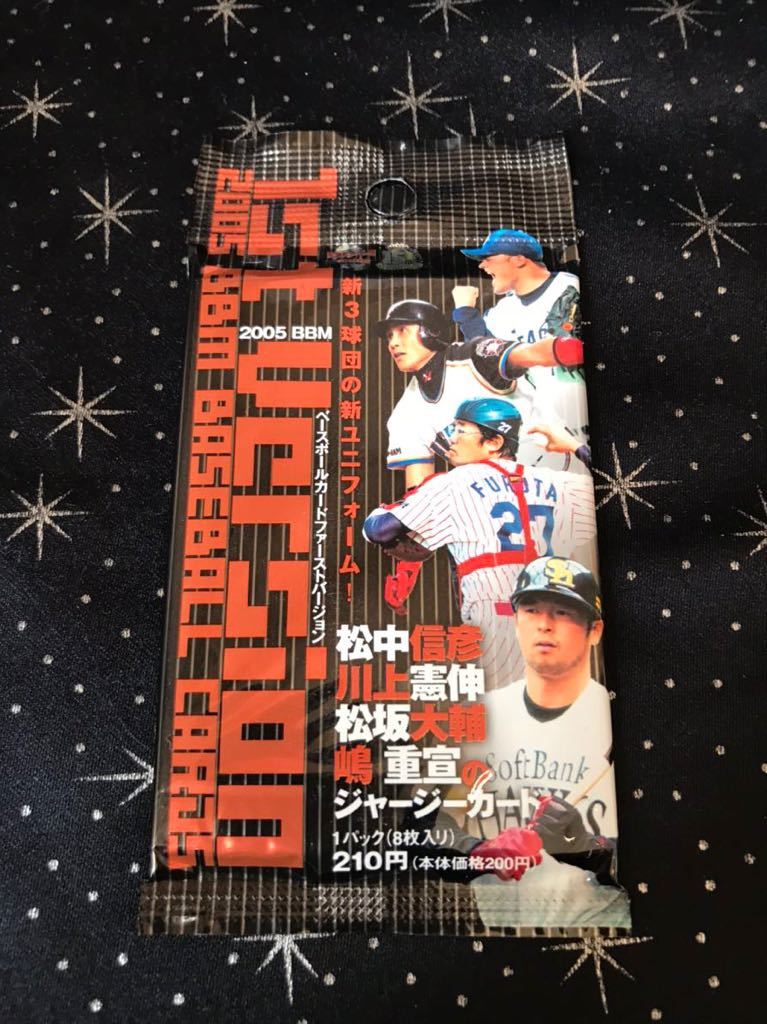 1st Version
2005 BBM BASEBALL CARDS
2005 BBM
ベースボールカードファーストバージョン
新3球団の新ユニフォーム!
27
FURUTA
27
松中信彦
川上憲伸
松坂大輔
嶋 重宣の
ジャージーカード
1パック(8枚入り)
210円(本体価格200円)
SoftBank